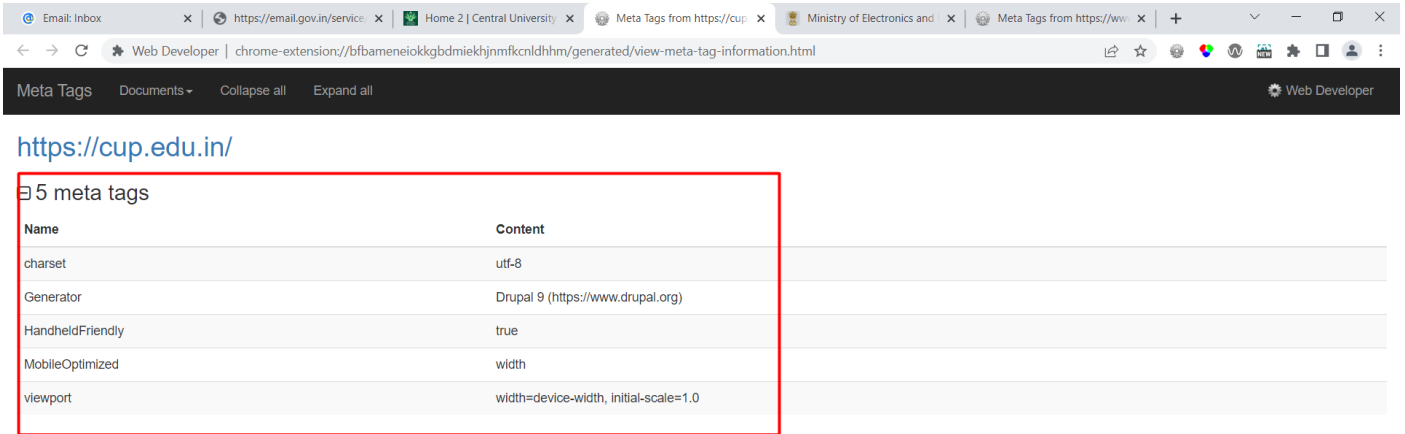 Email: Inbox
https://email.gov.in/service
Home 2 | Central University
Meta Tags from https://cup
Ministry of Electronics and
Meta Tags from https://ww
Web Developer | chrome-extension://bfbameneiokkgbdmiekhjnmfkcnldhhm/generated/view-meta-tag-information.html
NEW
Meta Tags Documents Collapse all Expand all Web Developer
https://cup.edu.in/
5 meta tags
Name Content
charset utf-8
Generator Drupal 9 (https://www.drupal.org)
HandheldFriendly true
MobileOptimized width
viewport width=device-width, initial-scale=1.0